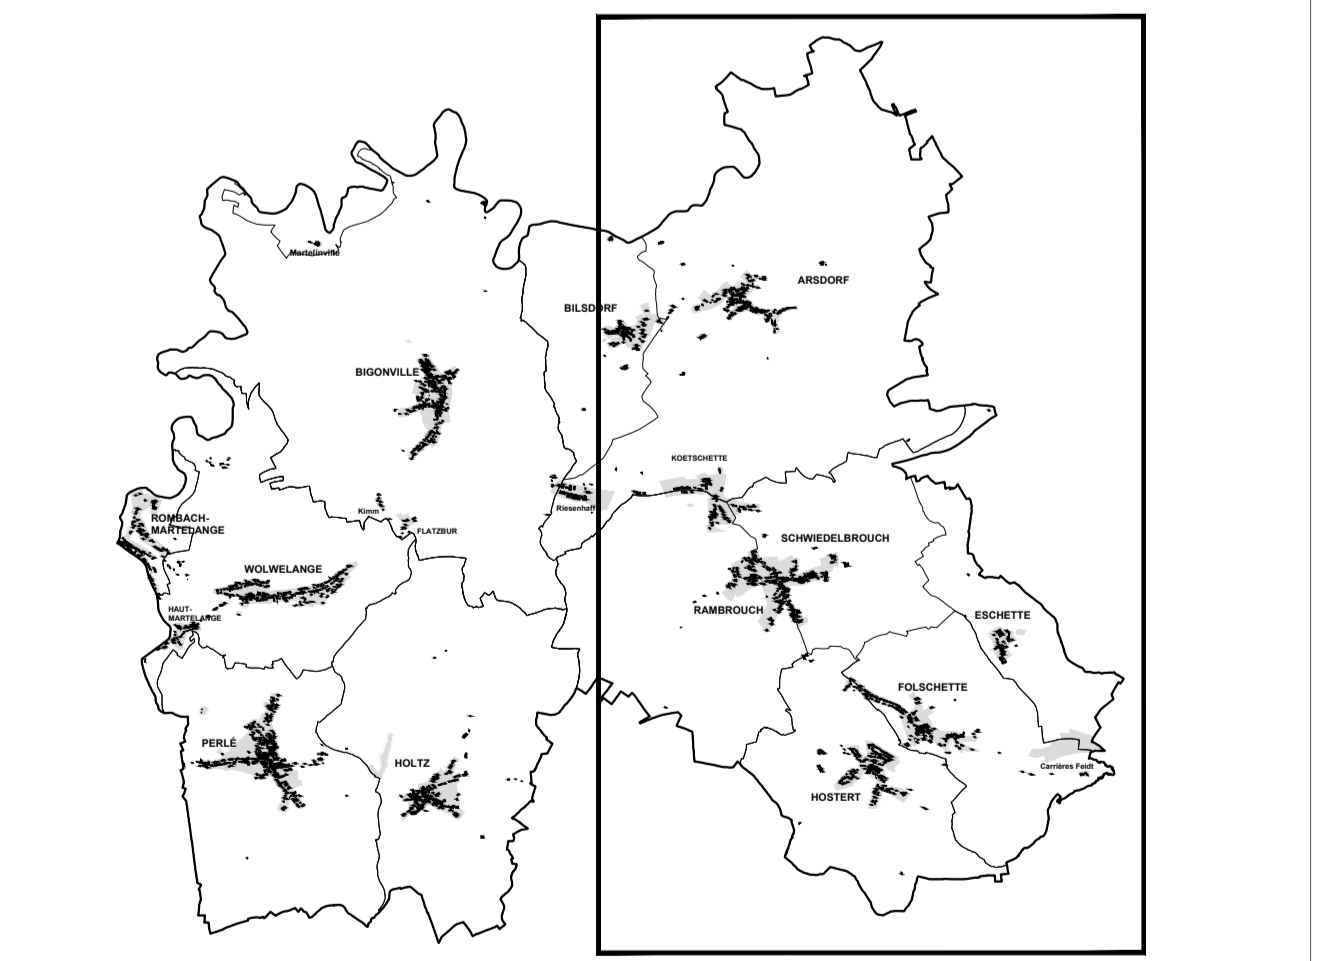 Martelinville
ARSDORF
BILSDORF
BIGONVILLE
KOETSCHETTE
Riesenhaff
Kimm
ROMBACH-
MARTELANGE
FLATZBUR
SCHWIEDELBROUCH
WOLWELANGE
HAUT-
MARTELANGE
RAMBROUCH
ESCHETTE
FOLSCHETTE
PERLÉ
HOLTZ
Carrières Feidt
HOSTERT